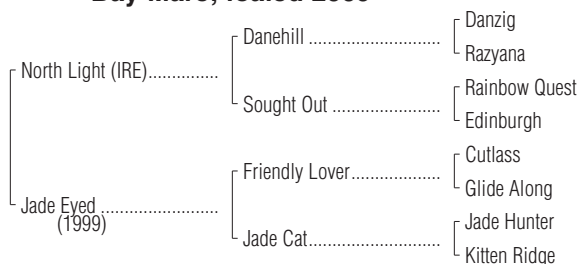 Bay Mare, foaled
Danzig
Danehill ................................
Razyana
North Light (IRE)................
Rainbow Quest
Sought Out ..........................
Edinburgh
Cutlass
Friendly Lover......................
Glide Along
Jade Eyed ...........................
(1999)
Jade Hunter
Jade Cat................................
Kitten Ridge